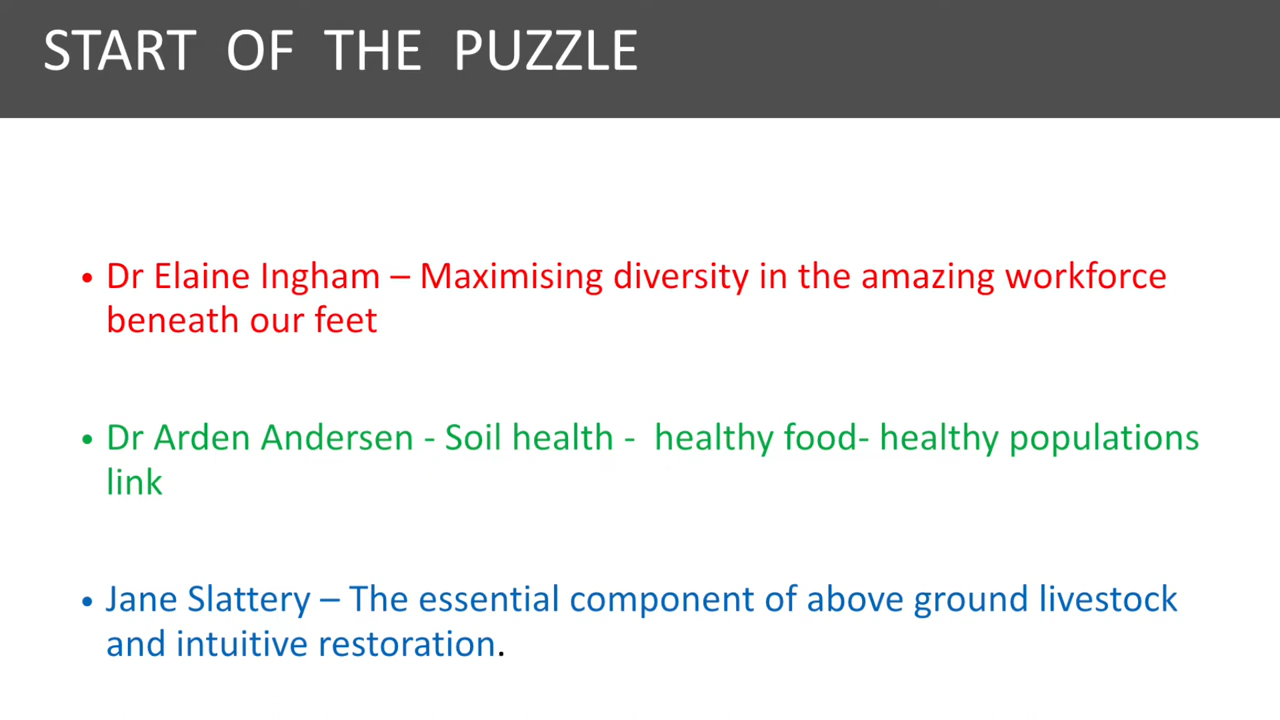 START OF THE PUZZLE
• Dr Elaine Ingham – Maximising diversity in the amazing workforce
beneath our feet
• Dr Arden Andersen - Soil health - healthy food- healthy populations
link
• Jane Slattery – The essential component of above ground livestock
and intuitive restoration.